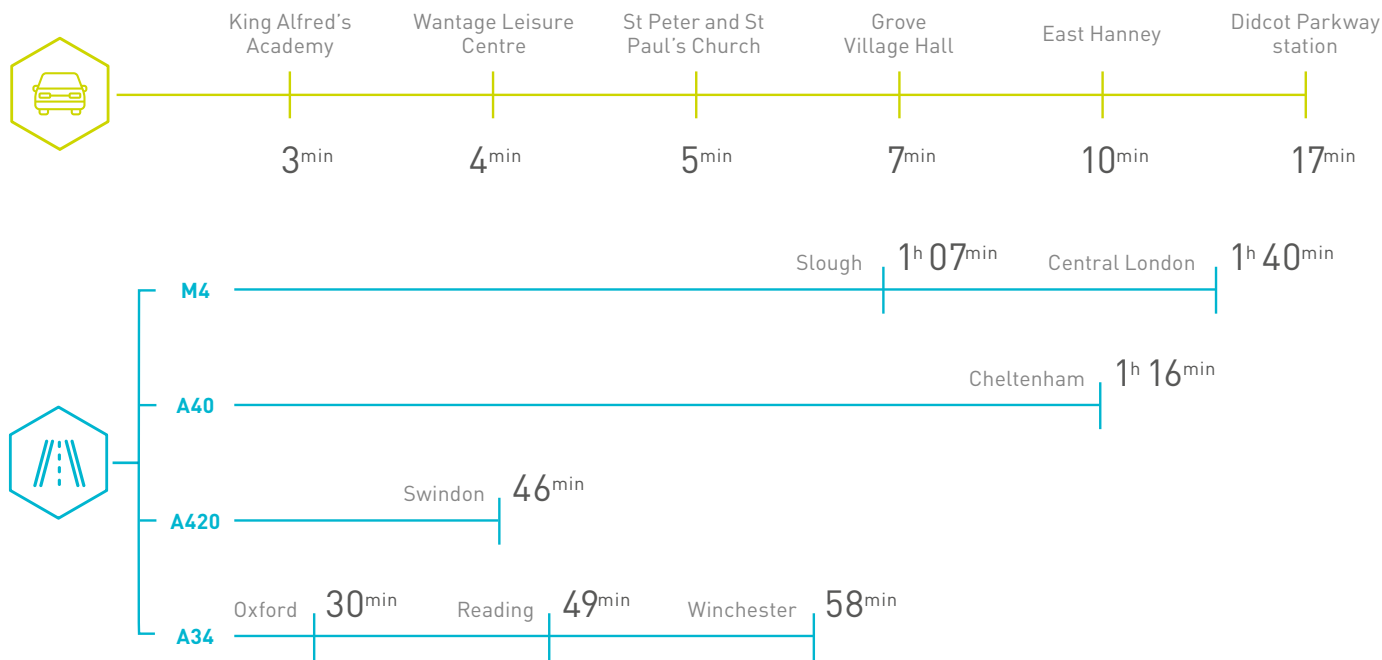 King Alfred's
Academy
Wantage Leisure
Centre
St Peter and St
Paul's Church
Grove
Village Hall
East Hanney
Didcot Parkway
station
3min
4min
5min
7min
10min
17min
M4
Slough 1h 07min
Central London 1h 40min
A40
Cheltenham 1h 16min
A420
Swindon 46min
A34
Oxford 30min
Reading 49min
Winchester 58min